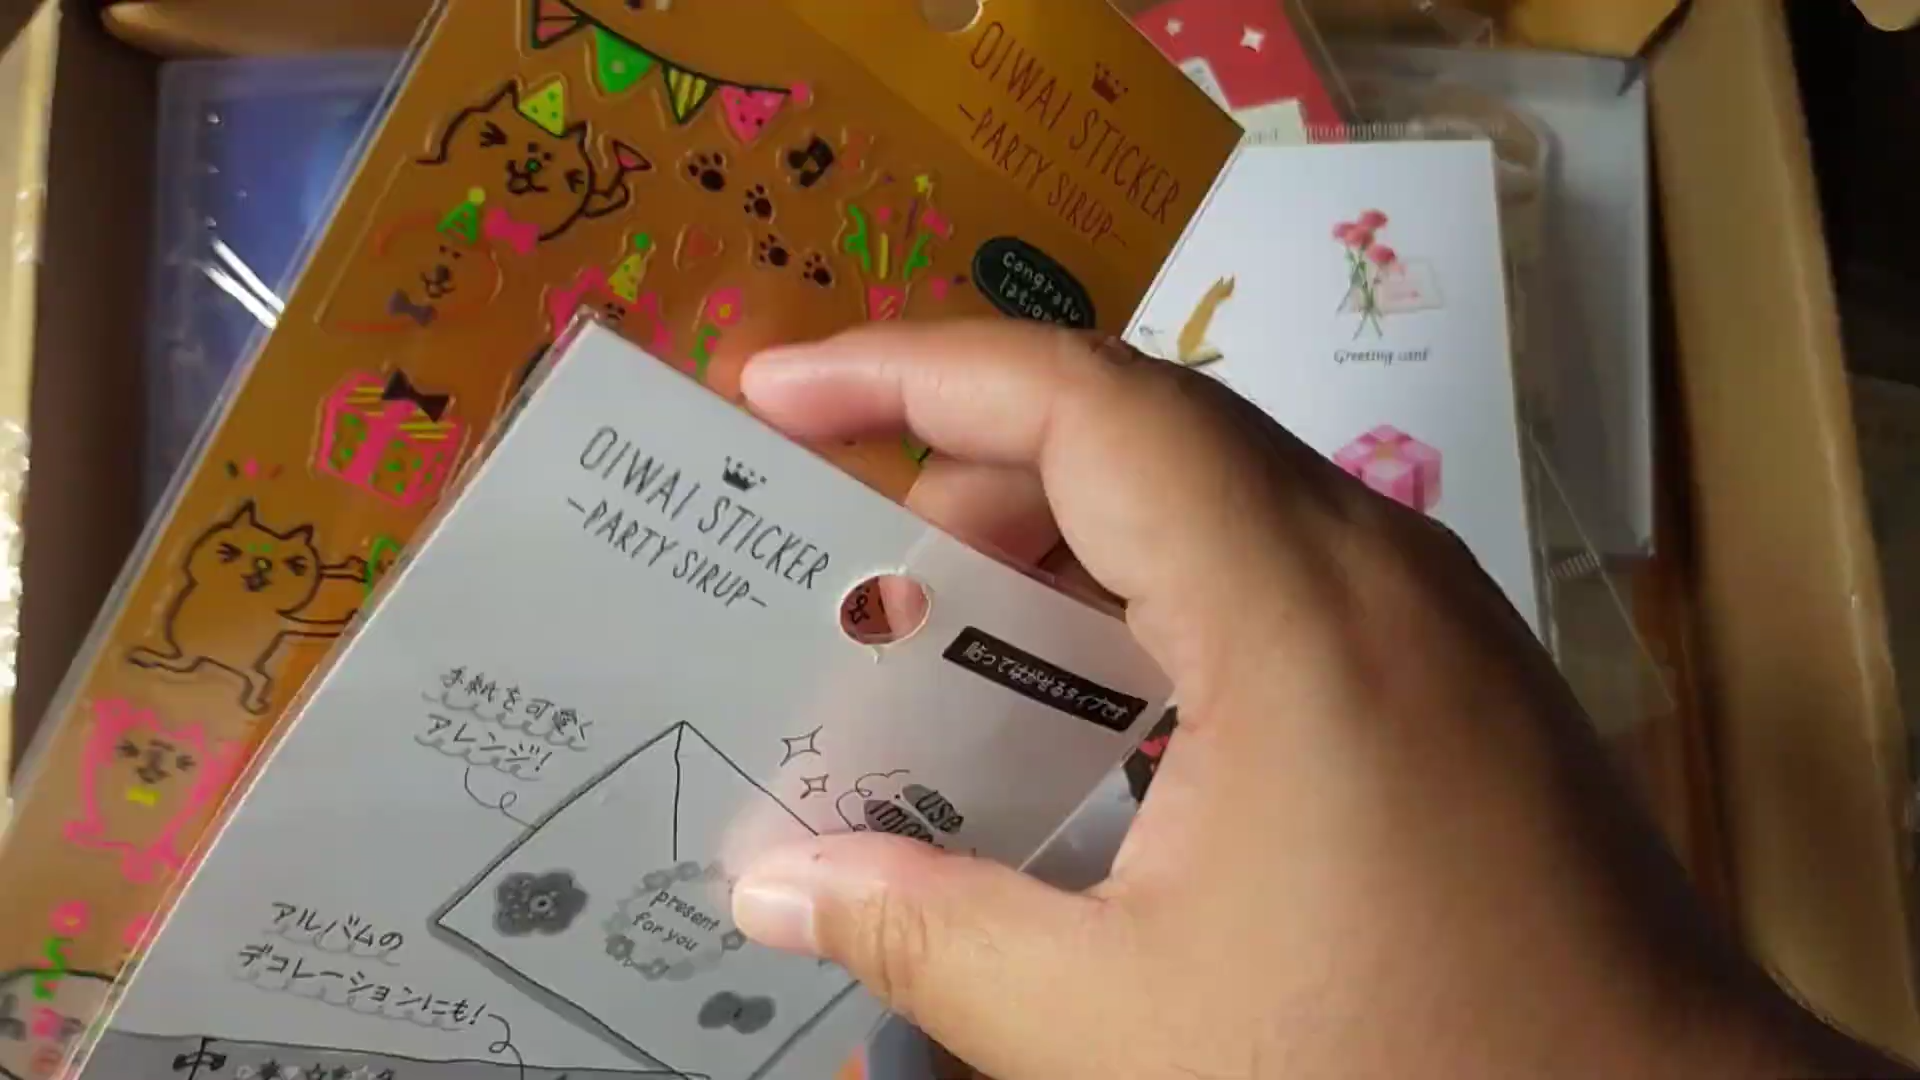 OIWAI STICKER
-PARTY SIRUP-
Congratu
lation
Greeting card
OIWAI STICKER
-PARTY SIRUP-
貼ってはがせるタイプです
手紙を可愛く
アレンジ!
use
present
for you
アルバムの
デコレーションにも!